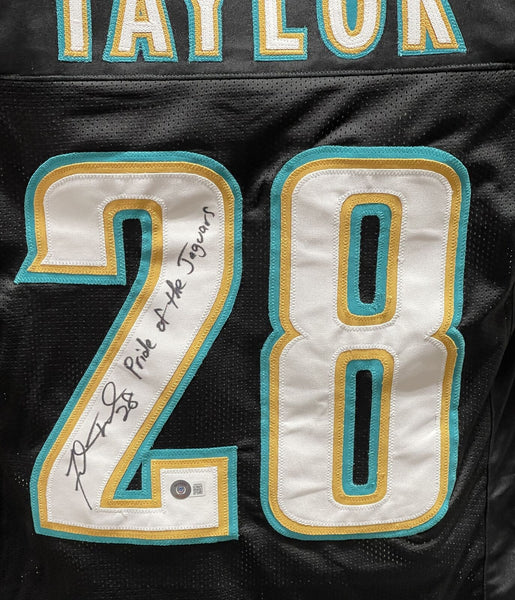 TAYLOR
28
Pride of the Jaguars
28